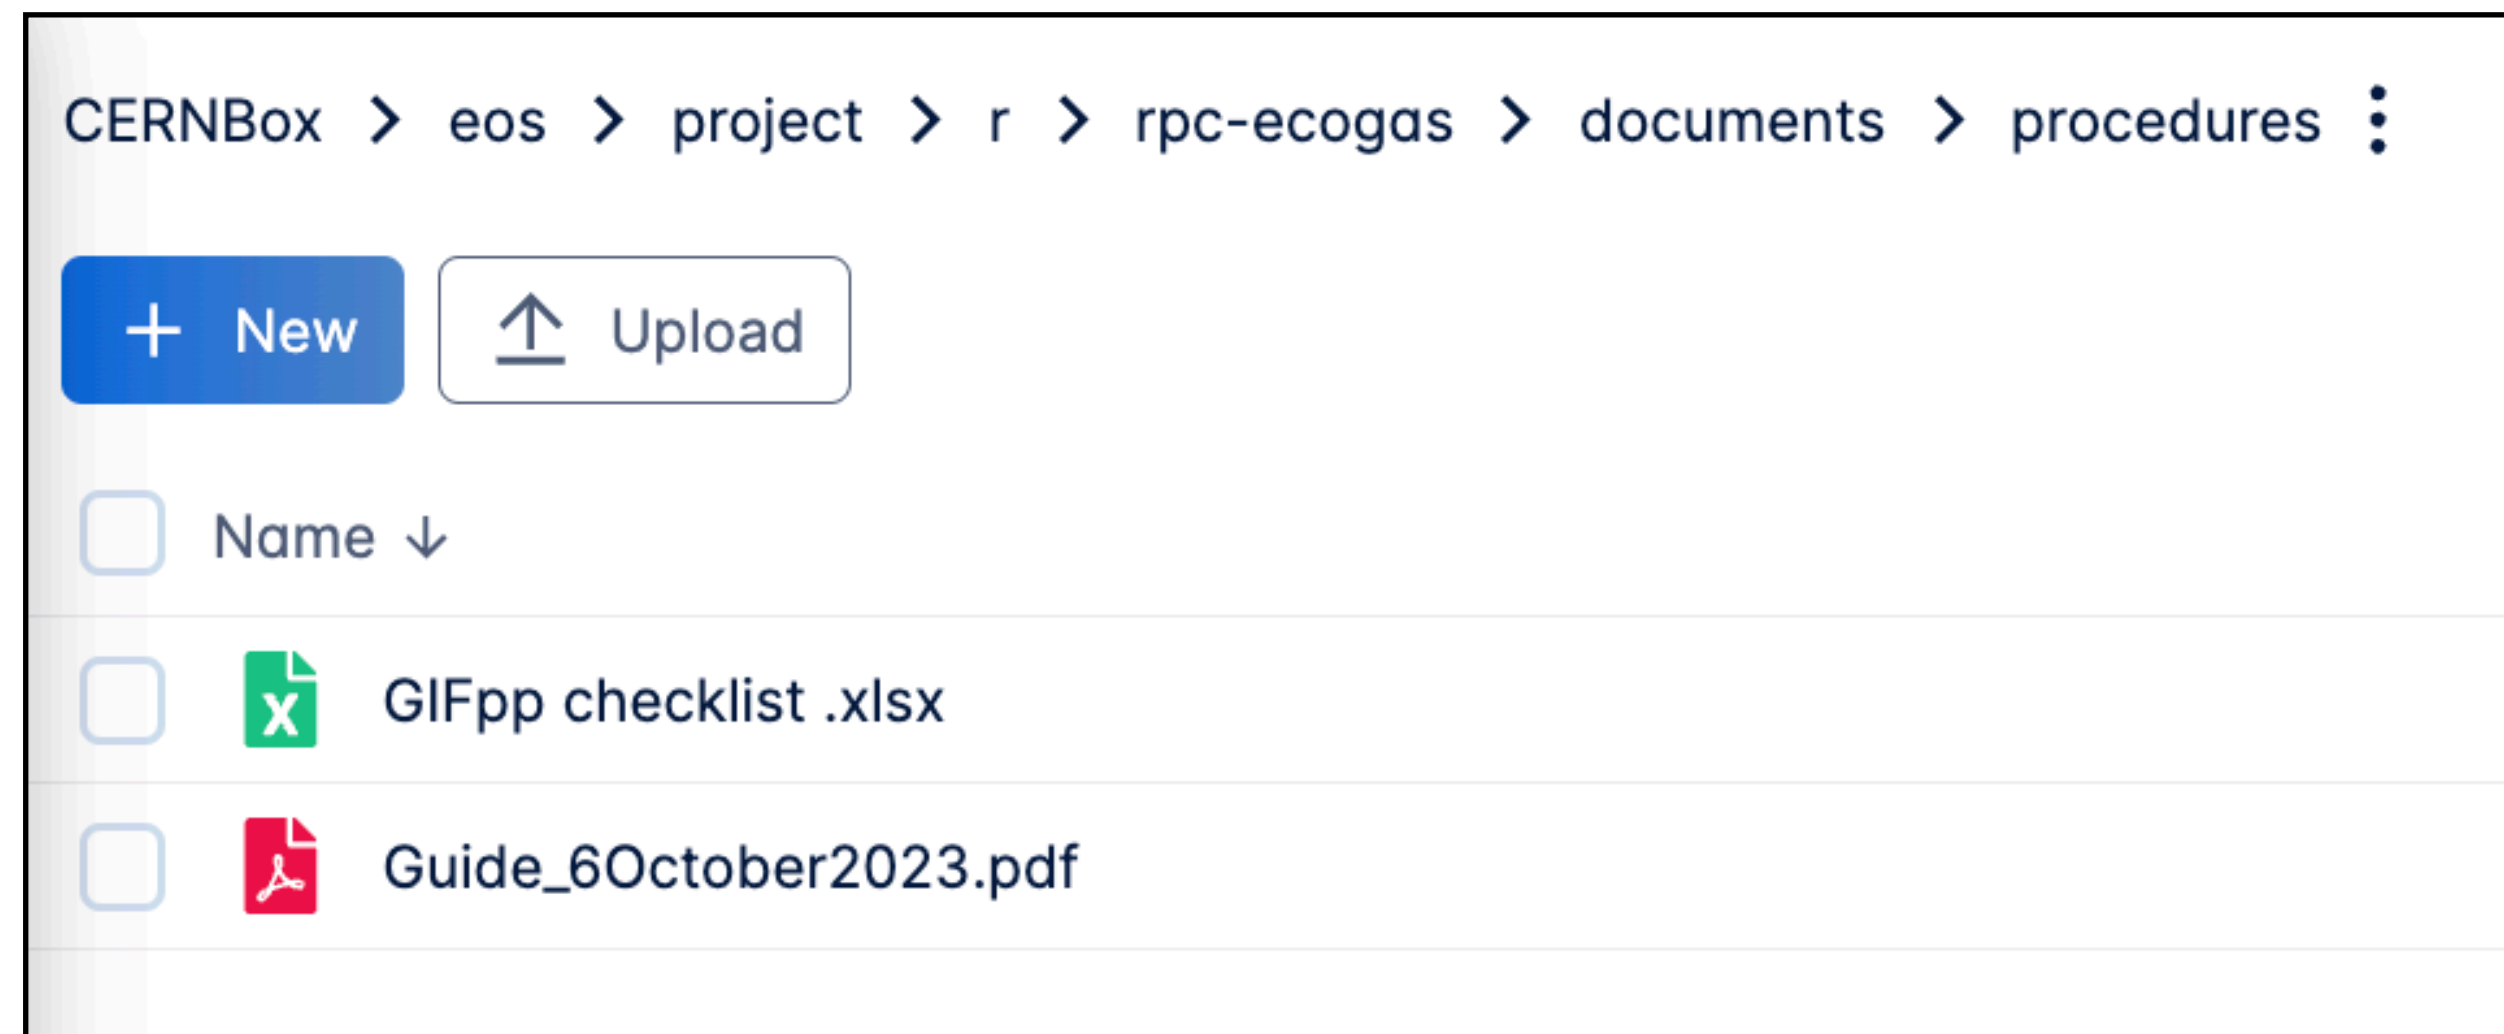 CERNBox > eos > project > r > rpc-ecogas > documents > procedures
+ New Upload
Name ↓
GIFpp checklist .xlsx
Guide_6October2023.pdf